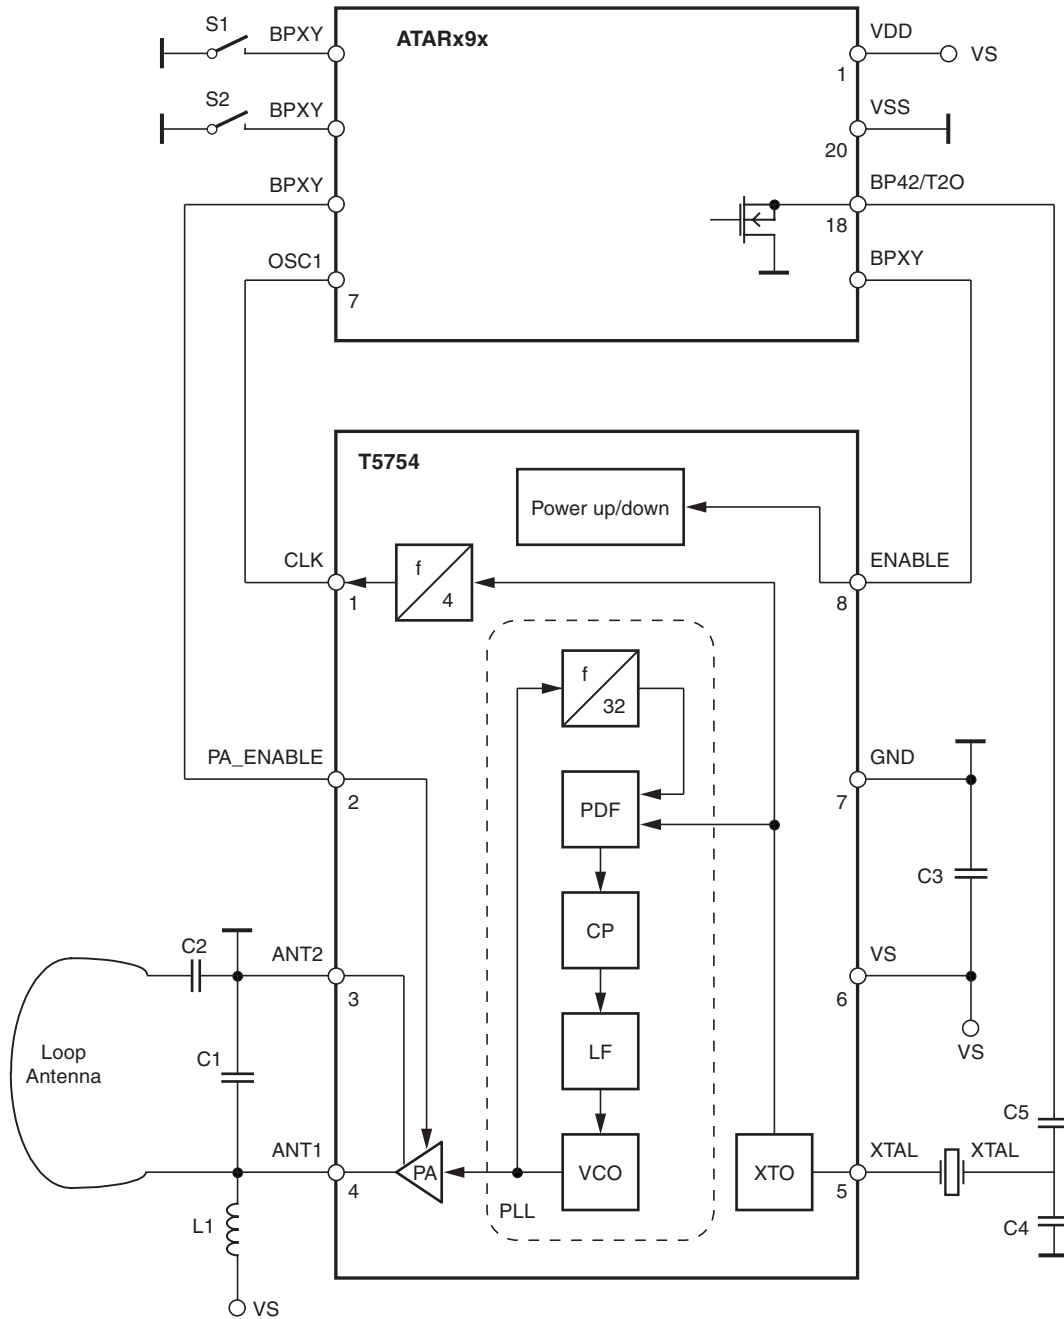 S1
BPXY
ATARx9x
VDD
1
VS
S2
BPXY
VSS
20
BPXY
BP42/T2O
18
OSC1
7
BPXY
T5754
Power up/down
CLK
1
f
4
ENABLE
8
f
32
PA_ENABLE
2
GND
7
PDF
C3
CP
C2
ANT2
3
VS
6
Loop
Antenna
C1
LF
VS
C5
ANT1
4
PA
VCO
XTO
XTAL
5
XTAL
PLL
L1
C4
VS